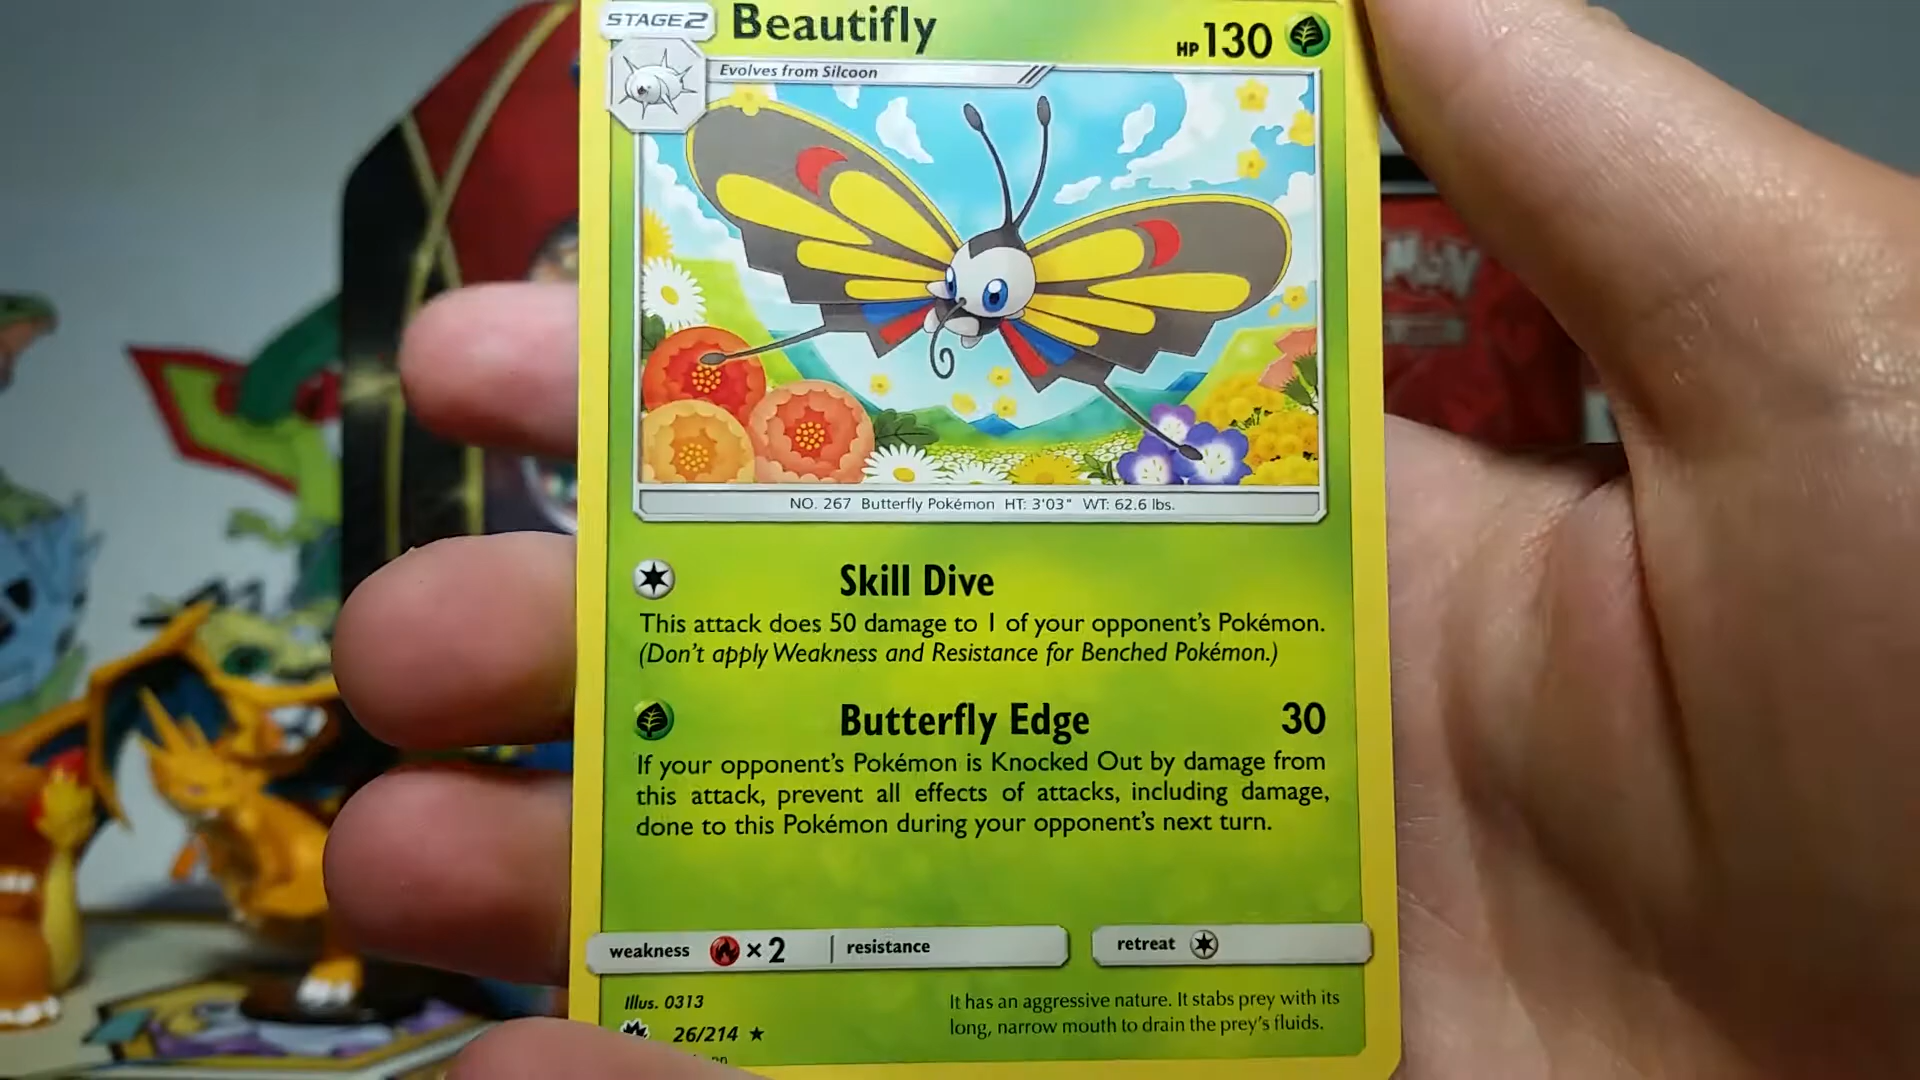 STAGE2
Beautifly
HP 130
Evolves from Silcoon
NO. 267 Butterfly Pokémon HT: 3'03" WT: 62.6 lbs.
Skill Dive
This attack does 50 damage to 1 of your opponent's Pokémon.
(Don't apply Weakness and Resistance for Benched Pokémon.)
Butterfly Edge 30
If your opponent's Pokémon is Knocked Out by damage from
this attack, prevent all effects of attacks, including damage,
done to this Pokémon during your opponent's next turn.
weakness × 2 resistance retreat
Illus. 0313
It has an aggressive nature. It stabs prey with its
long, narrow mouth to drain the prey's fluids.
26/214 ★